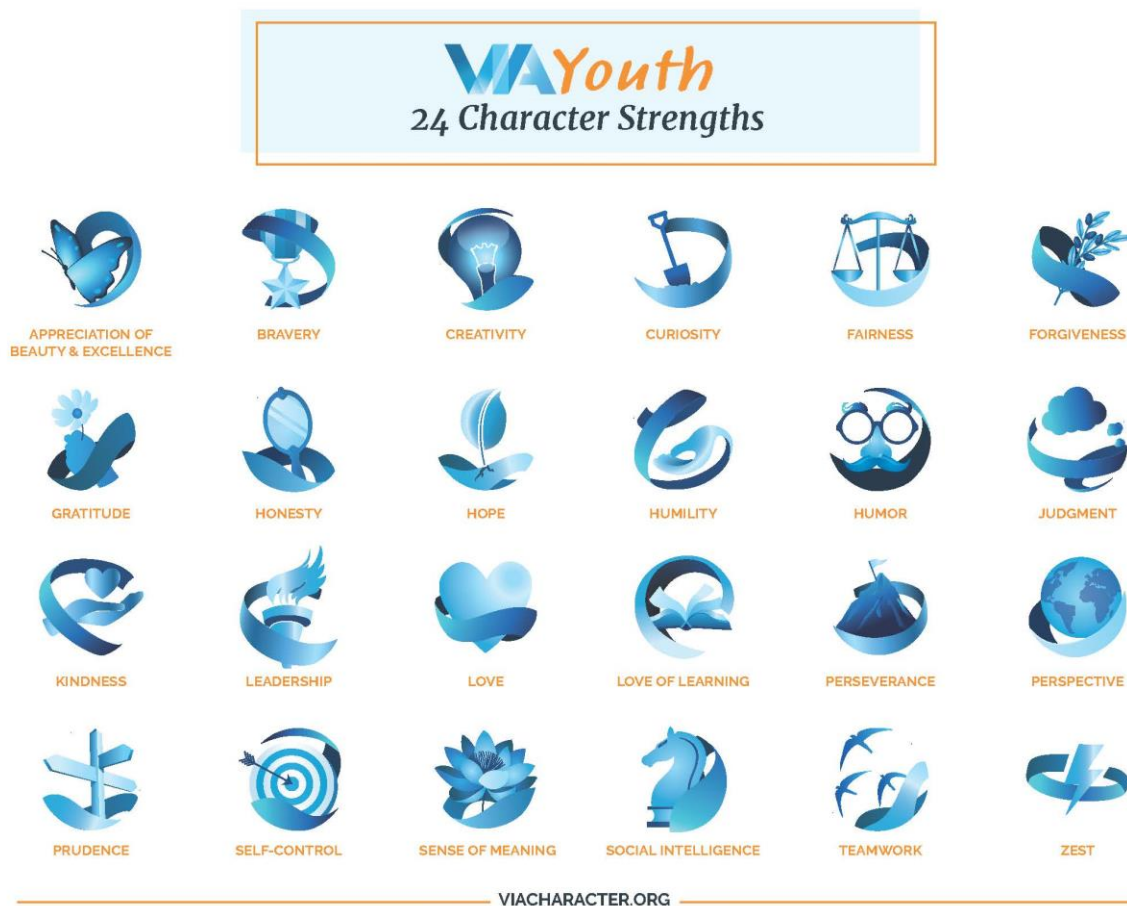 VIA Youth
24 Character Strengths
APPRECIATION OF
BEAUTY & EXCELLENCE
BRAVERY
CREATIVITY
CURIOSITY
FAIRNESS
FORGIVENESS
GRATITUDE
HONESTY
HOPE
HUMILITY
HUMOR
JUDGMENT
KINDNESS
LEADERSHIP
LOVE
LOVE OF LEARNING
PERSEVERANCE
PERSPECTIVE
PRUDENCE
SELF-CONTROL
SENSE OF MEANING
SOCIAL INTELLIGENCE
TEAMWORK
ZEST
VIACHARACTER.ORG